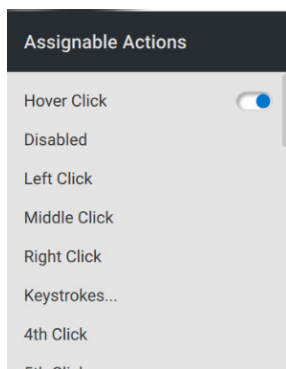 Assignable Actions
Hover Click
Disabled
Left Click
Middle Click
Right Click
Keystrokes...
4th Click